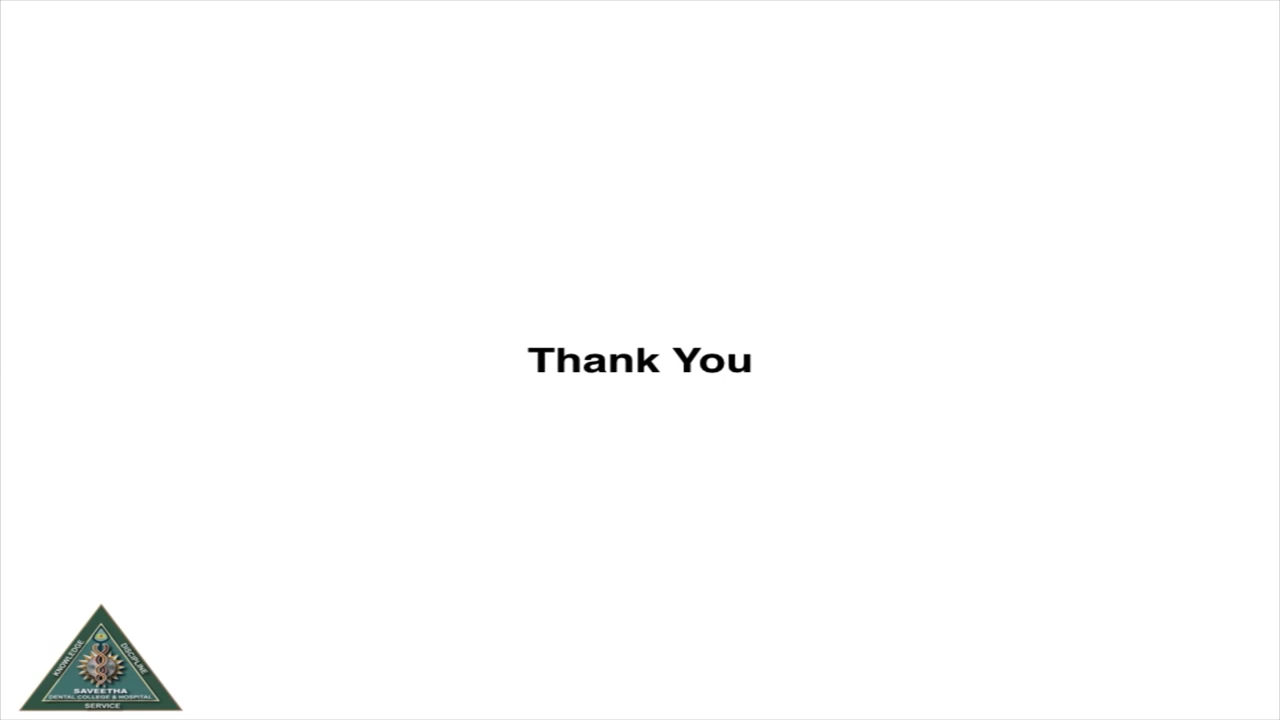 Thank You
KNOWLEDGE
DISCIPLINE
SAVEETHA
DENTAL COLLEGE & HOSPITAL
SERVICE